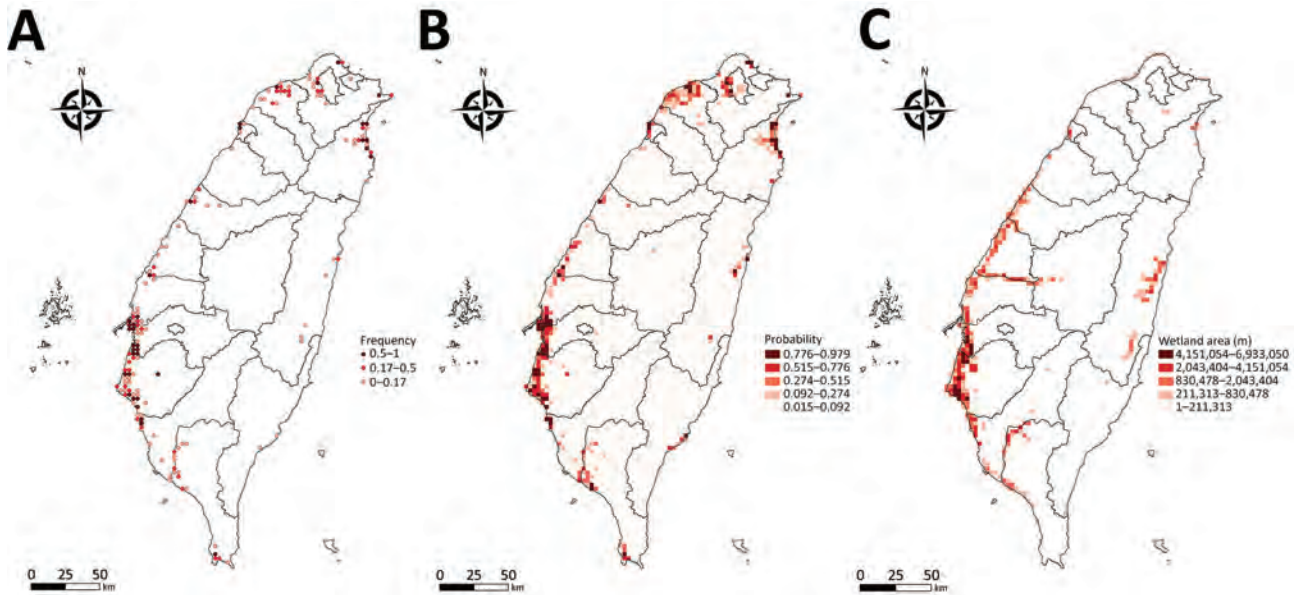 A
B
C
N
N
N
Frequency
0.5–1
0.17–0.5
0–0.17
Probability
0.776–0.979
0.515–0.776
0.274–0.515
0.092–0.274
0.015–0.092
Wetland area (m)
4,151,054–6,933,050
2,043,404–4,151,054
830,478–2,043,404
211,313–830,478
1–211,313
0 25 50
km
0 25 50
km
0 25 50
km